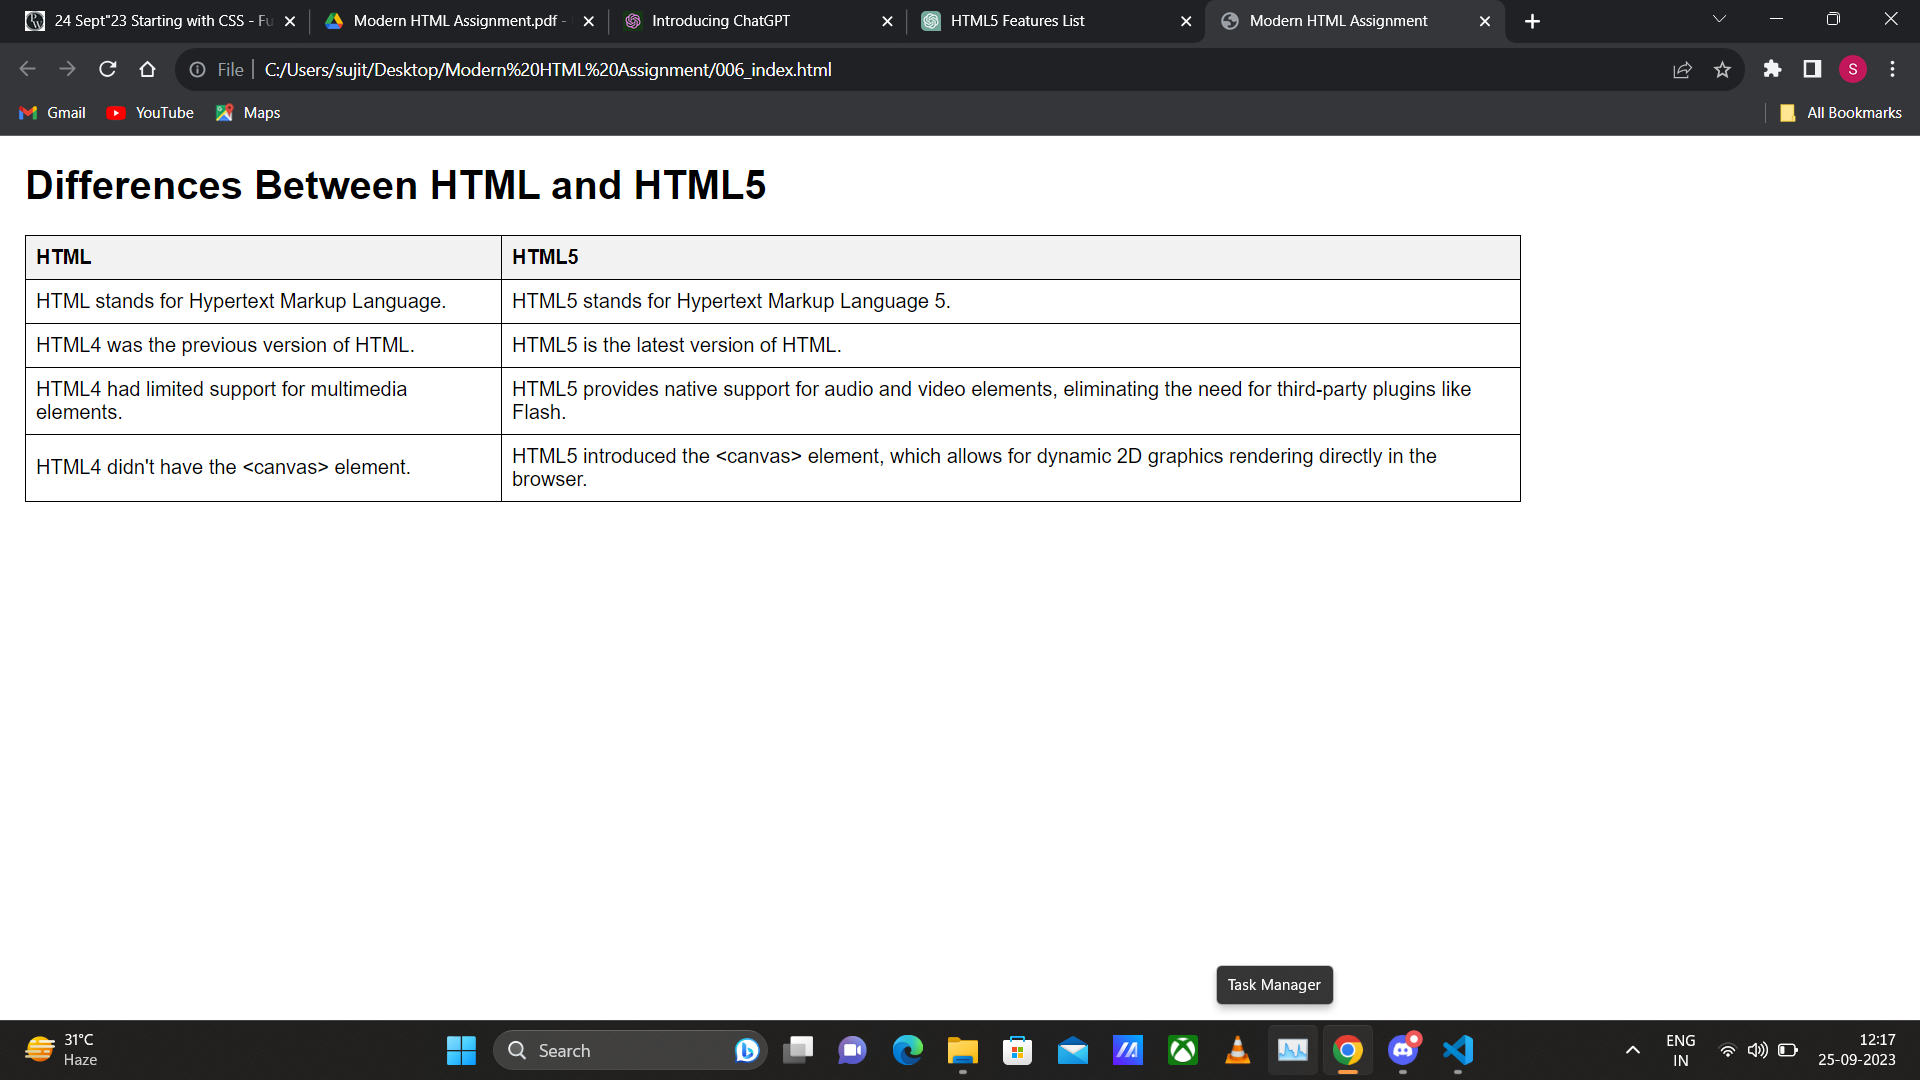 24 Sept"23 Starting with CSS - Fu
Modern HTML Assignment.pdf -
Introducing ChatGPT
HTML5 Features List
Modern HTML Assignment
File
C:/Users/sujit/Desktop/Modern%20HTML%20Assignment/006_index.html
S
Gmail
YouTube
Maps
All Bookmarks
Differences Between HTML and HTML5
HTML
HTML5
HTML stands for Hypertext Markup Language.
HTML5 stands for Hypertext Markup Language 5.
HTML4 was the previous version of HTML.
HTML5 is the latest version of HTML.
HTML4 had limited support for multimedia
elements.
HTML5 provides native support for audio and video elements, eliminating the need for third-party plugins like
Flash.
HTML4 didn't have the <canvas> element.
HTML5 introduced the <canvas> element, which allows for dynamic 2D graphics rendering directly in the
browser.
Task Manager
31°C
Haze
Search
ENG
IN
12:17
25-09-2023